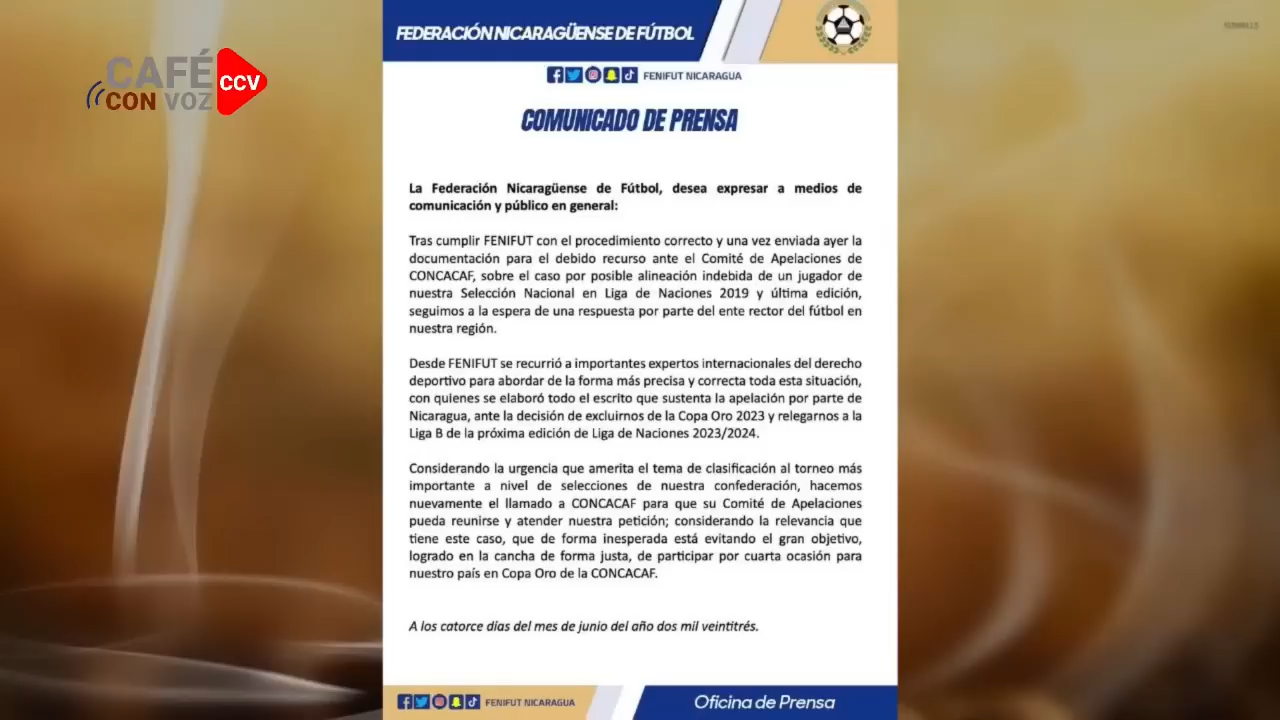 CAFÉ
CON VOZ
CCV
FEDERACIÓN NICARAGÜENSE DE FÚTBOL
FENIFUT NICARAGUA
COMUNICADO DE PRENSA
La Federación Nicaragüense de Fútbol, desea expresar a medios de
comunicación y público en general:
Tras cumplir FENIFUT con el procedimiento correcto y una vez enviada ayer la
documentación para el debido recurso ante el Comité de Apelaciones de
CONCACAF, sobre el caso por posible alineación indebida de un jugador de
nuestra Selección Nacional en Liga de Naciones 2019 y última edición,
seguimos a la espera de una respuesta por parte del ente rector del fútbol en
nuestra región.
Desde FENIFUT se recurrió a importantes expertos internacionales del derecho
deportivo para abordar de la forma más precisa y correcta toda esta situación,
con quienes se elaboró todo el escrito que sustenta la apelación por parte de
Nicaragua, ante la decisión de excluirnos de la Copa Oro 2023 y relegarnos a la
Liga B de la próxima edición de Liga de Naciones 2023/2024.
Considerando la urgencia que amerita el tema de clasificación al torneo más
importante a nivel de selecciones de nuestra confederación, hacemos
nuevamente el llamado a CONCACAF para que su Comité de Apelaciones
pueda reunirse y atender nuestra petición; considerando la relevancia que
tiene este caso, que de forma inesperada está evitando el gran objetivo,
logrado en la cancha de forma justa, de participar por cuarta ocasión para
nuestro país en Copa Oro de la CONCACAF.
A los catorce días del mes de junio del año dos mil veintitrés.
FENIFUT NICARAGUA
Oficina de Prensa